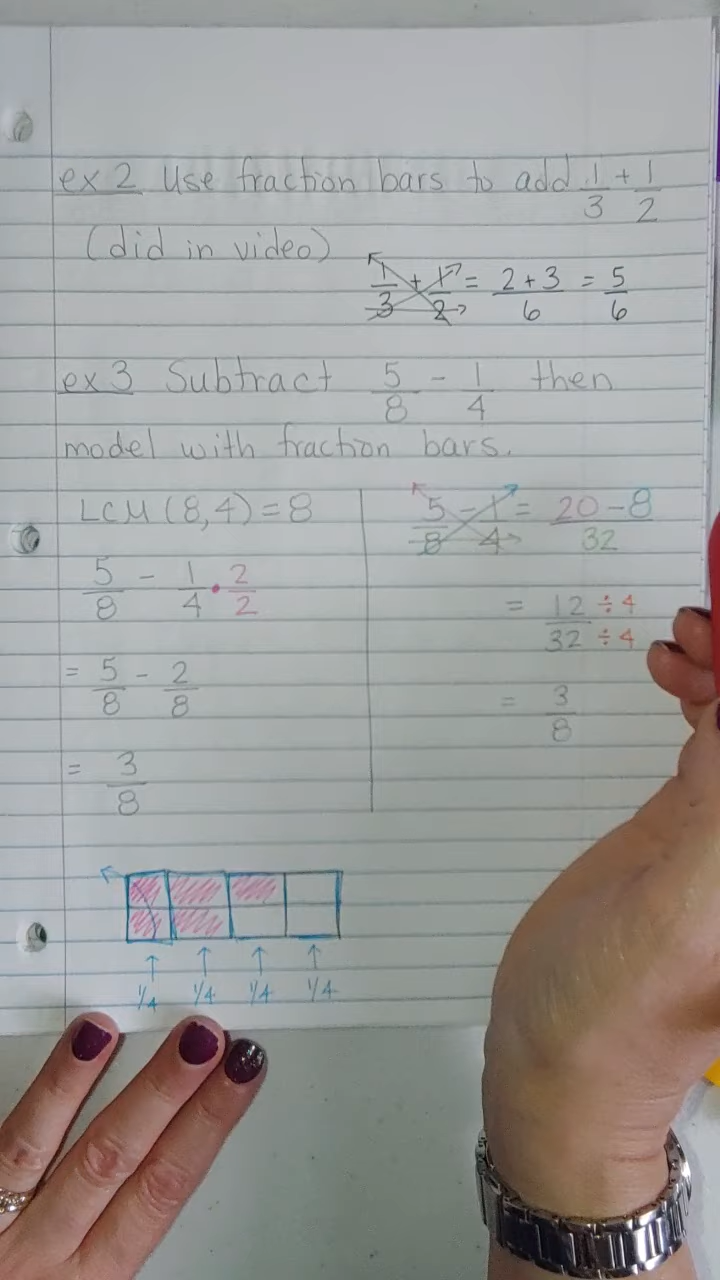 ex 2 Use fraction bars to add 1/3 + 1/2
(did in video)
1/3 + 1/2 = (2 + 3)/6 = 5/6
ex 3 Subtract 5/8 - 1/4 then
model with fraction bars.
LCM (8,4) = 8
5/8 - 1/4 • 2/2
= 5/8 - 2/8
= 3/8
5/8 - 1/4 = (20 - 8)/32
= 12/32 ÷4/÷4
= 3/8
1/4 1/4 1/4 1/4